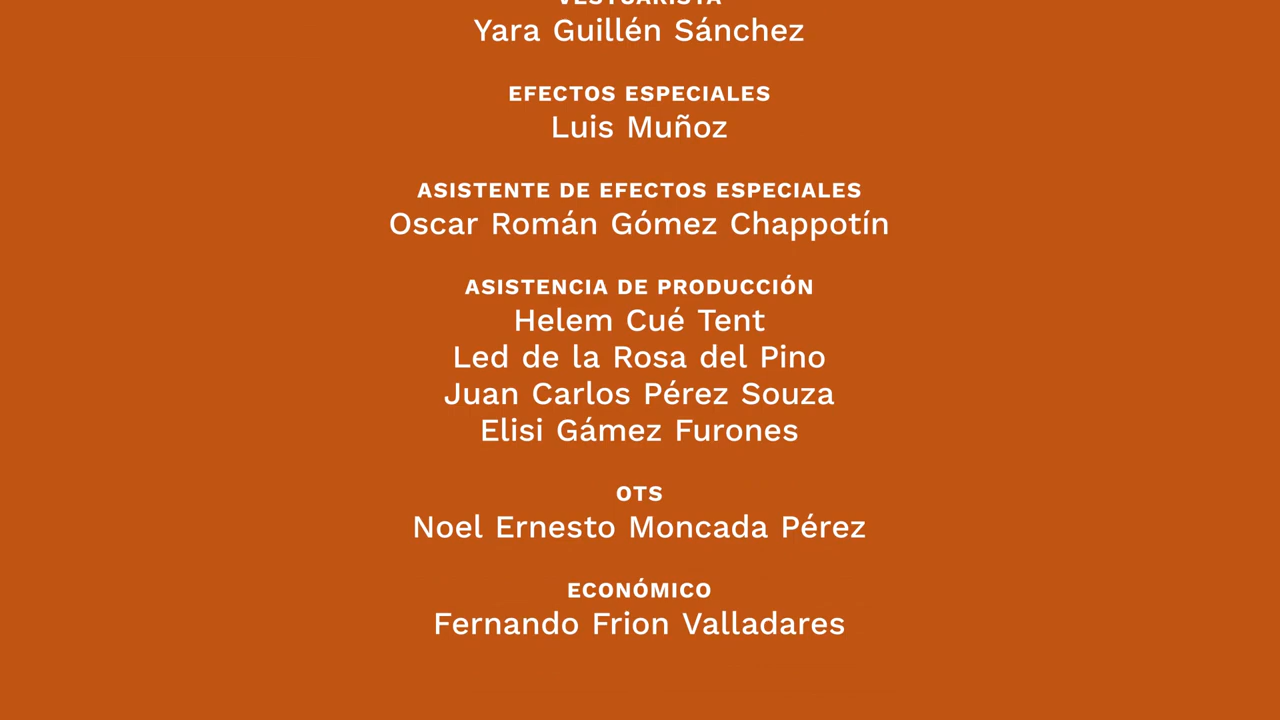 VESTUARISTA
Yara Guillén Sánchez
EFECTOS ESPECIALES
Luis Muñoz
ASISTENTE DE EFECTOS ESPECIALES
Oscar Román Gómez Chappotín
ASISTENCIA DE PRODUCCIÓN
Helem Cué Tent
Led de la Rosa del Pino
Juan Carlos Pérez Souza
Elisi Gámez Furones
OTS
Noel Ernesto Moncada Pérez
ECONÓMICO
Fernando Frion Valladares